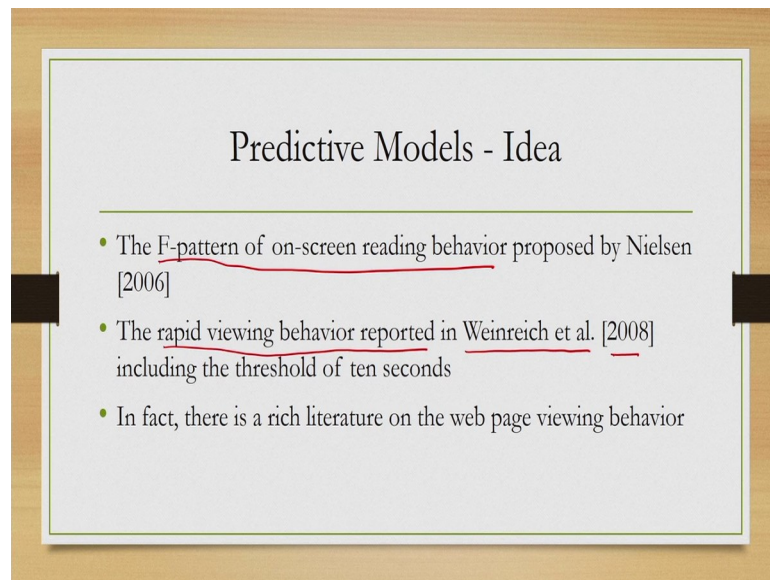 Predictive Models - Idea
• The F-pattern of on-screen reading behavior proposed by Nielsen
[2006]
• The rapid viewing behavior reported in Weinreich et al. [2008]
including the threshold of ten seconds
• In fact, there is a rich literature on the web page viewing behavior